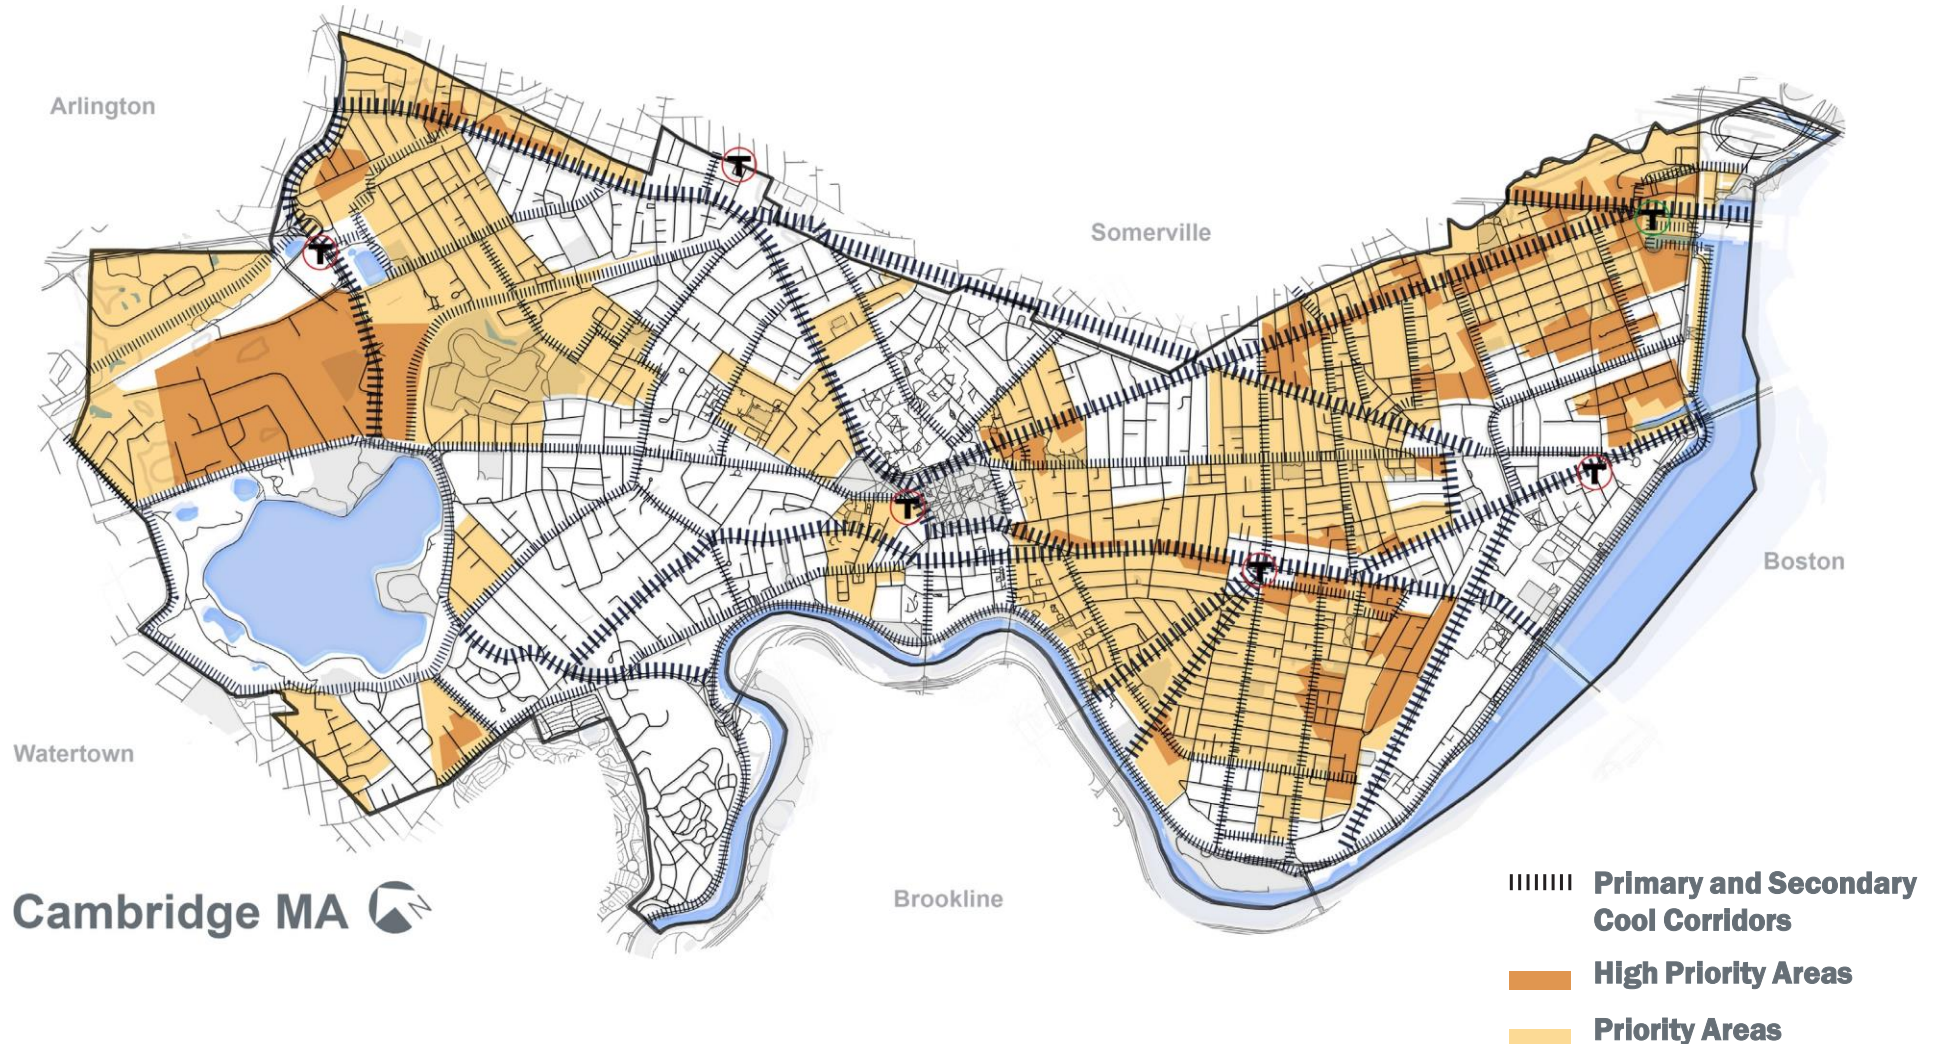 Arlington
Somerville
Boston
Watertown
Brookline
Cambridge MA
N
T
T
T
T
T
T
Primary and Secondary
Cool Corridors
High Priority Areas
Priority Areas